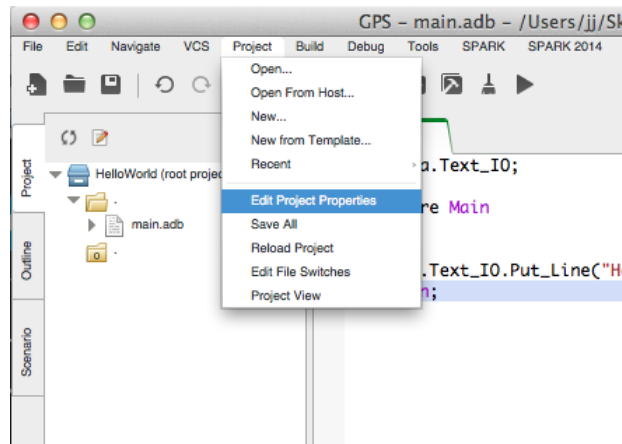 GPS - main.adb - /Users/jj/Sk
File Edit Navigate VCS Project Build Debug Tools SPARK SPARK 2014
Open...
Open From Host...
New...
New from Template...
Recent
Edit Project Properties
Save All
Reload Project
Edit File Switches
Project View
Project
Outline
Scenario
HelloWorld (root projec
.
main.adb
.
a.Text_IO;
re Main
.Text_IO.Put_Line("H
n;